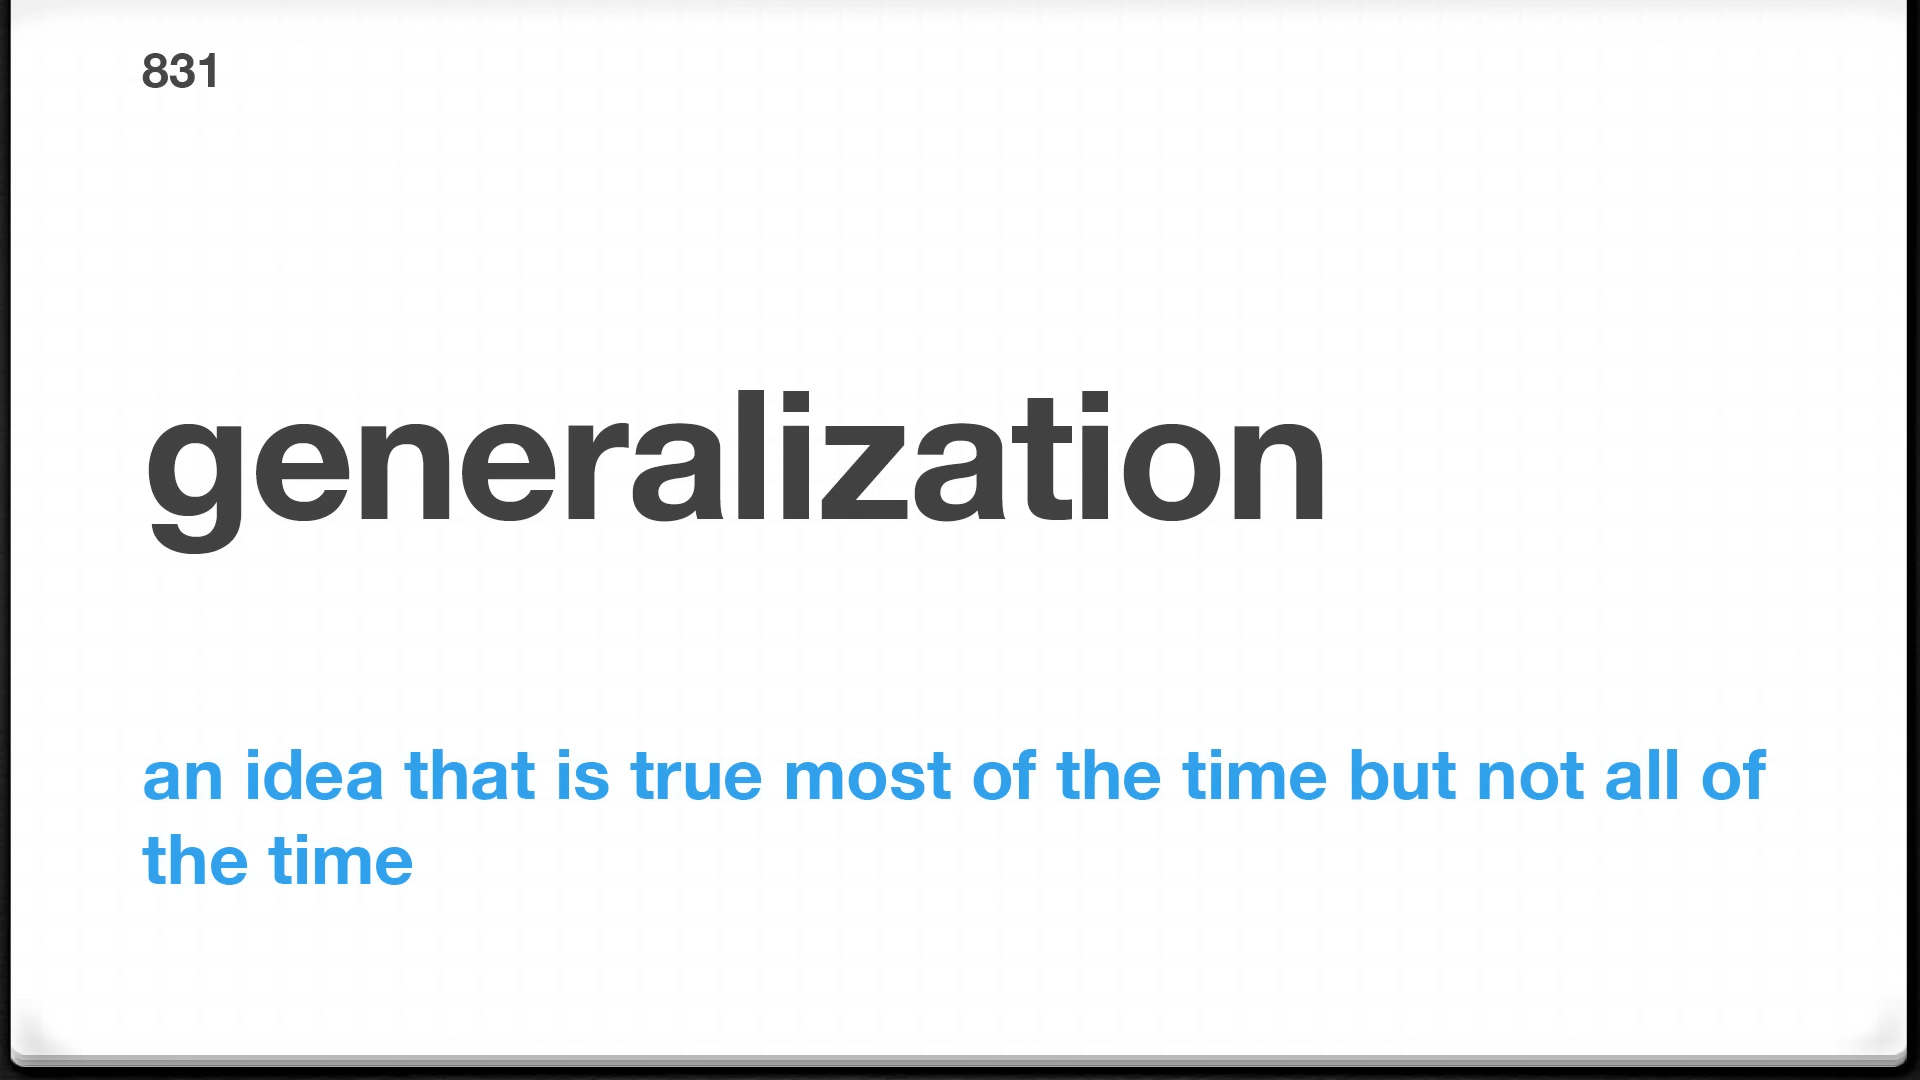 831
generalization
an idea that is true most of the time but not all of
the time